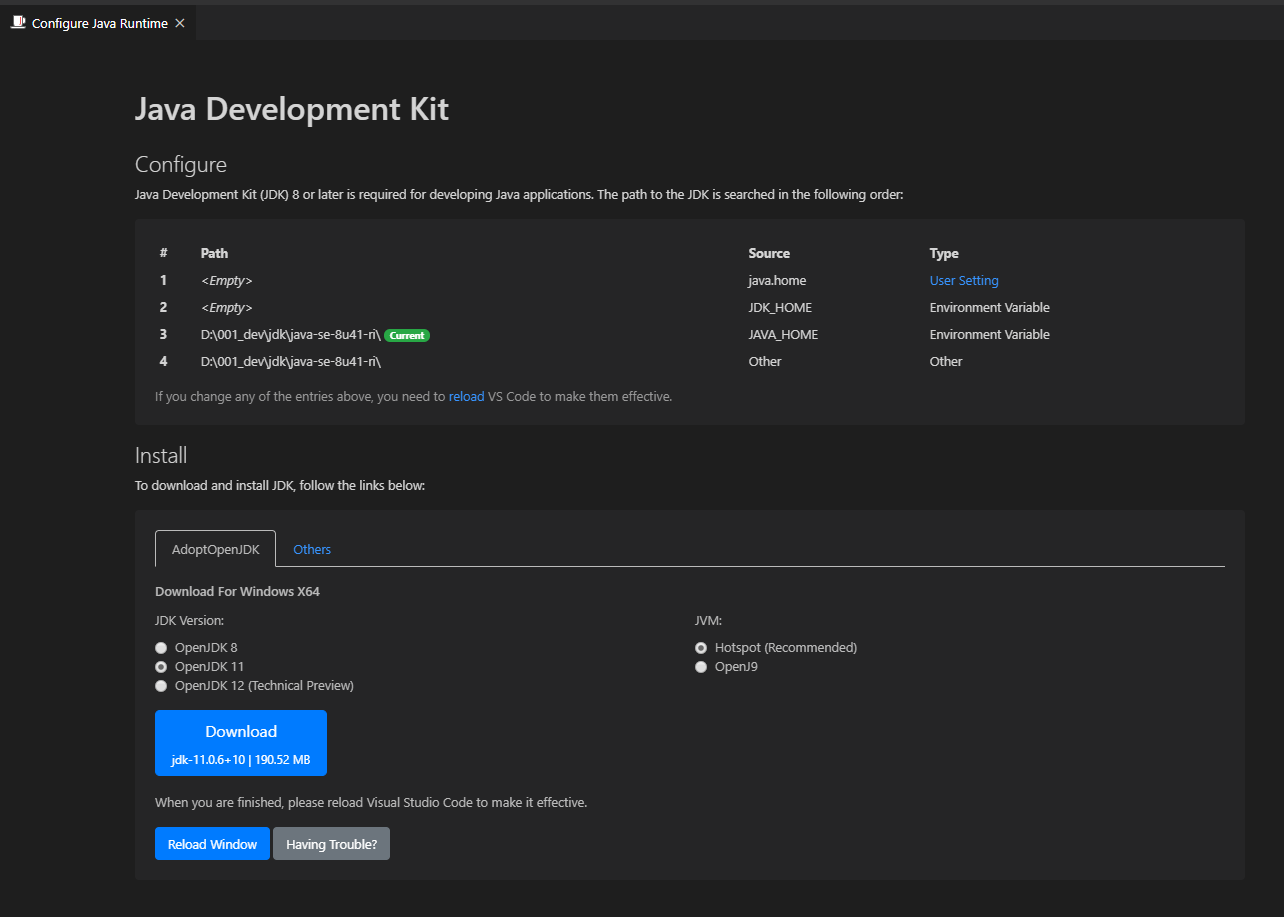 Configure Java Runtime
Java Development Kit
Configure
Java Development Kit (JDK) 8 or later is required for developing Java applications. The path to the JDK is searched in the following order:
# Path Source Type
1 <Empty> java.home User Setting
2 <Empty> JDK_HOME Environment Variable
3 D:\001_dev\jdk\java-se-8u41-ri\ Current JAVA_HOME Environment Variable
4 D:\001_dev\jdk\java-se-8u41-ri\ Other Other
If you change any of the entries above, you need to reload VS Code to make them effective.
Install
To download and install JDK, follow the links below:
AdoptOpenJDK Others
Download For Windows X64
JDK Version: JVM:
OpenJDK 8 Hotspot (Recommended)
OpenJDK 11 OpenJ9
OpenJDK 12 (Technical Preview)
Download
jdk-11.0.6+10 | 190.52 MB
When you are finished, please reload Visual Studio Code to make it effective.
Reload Window Having Trouble?